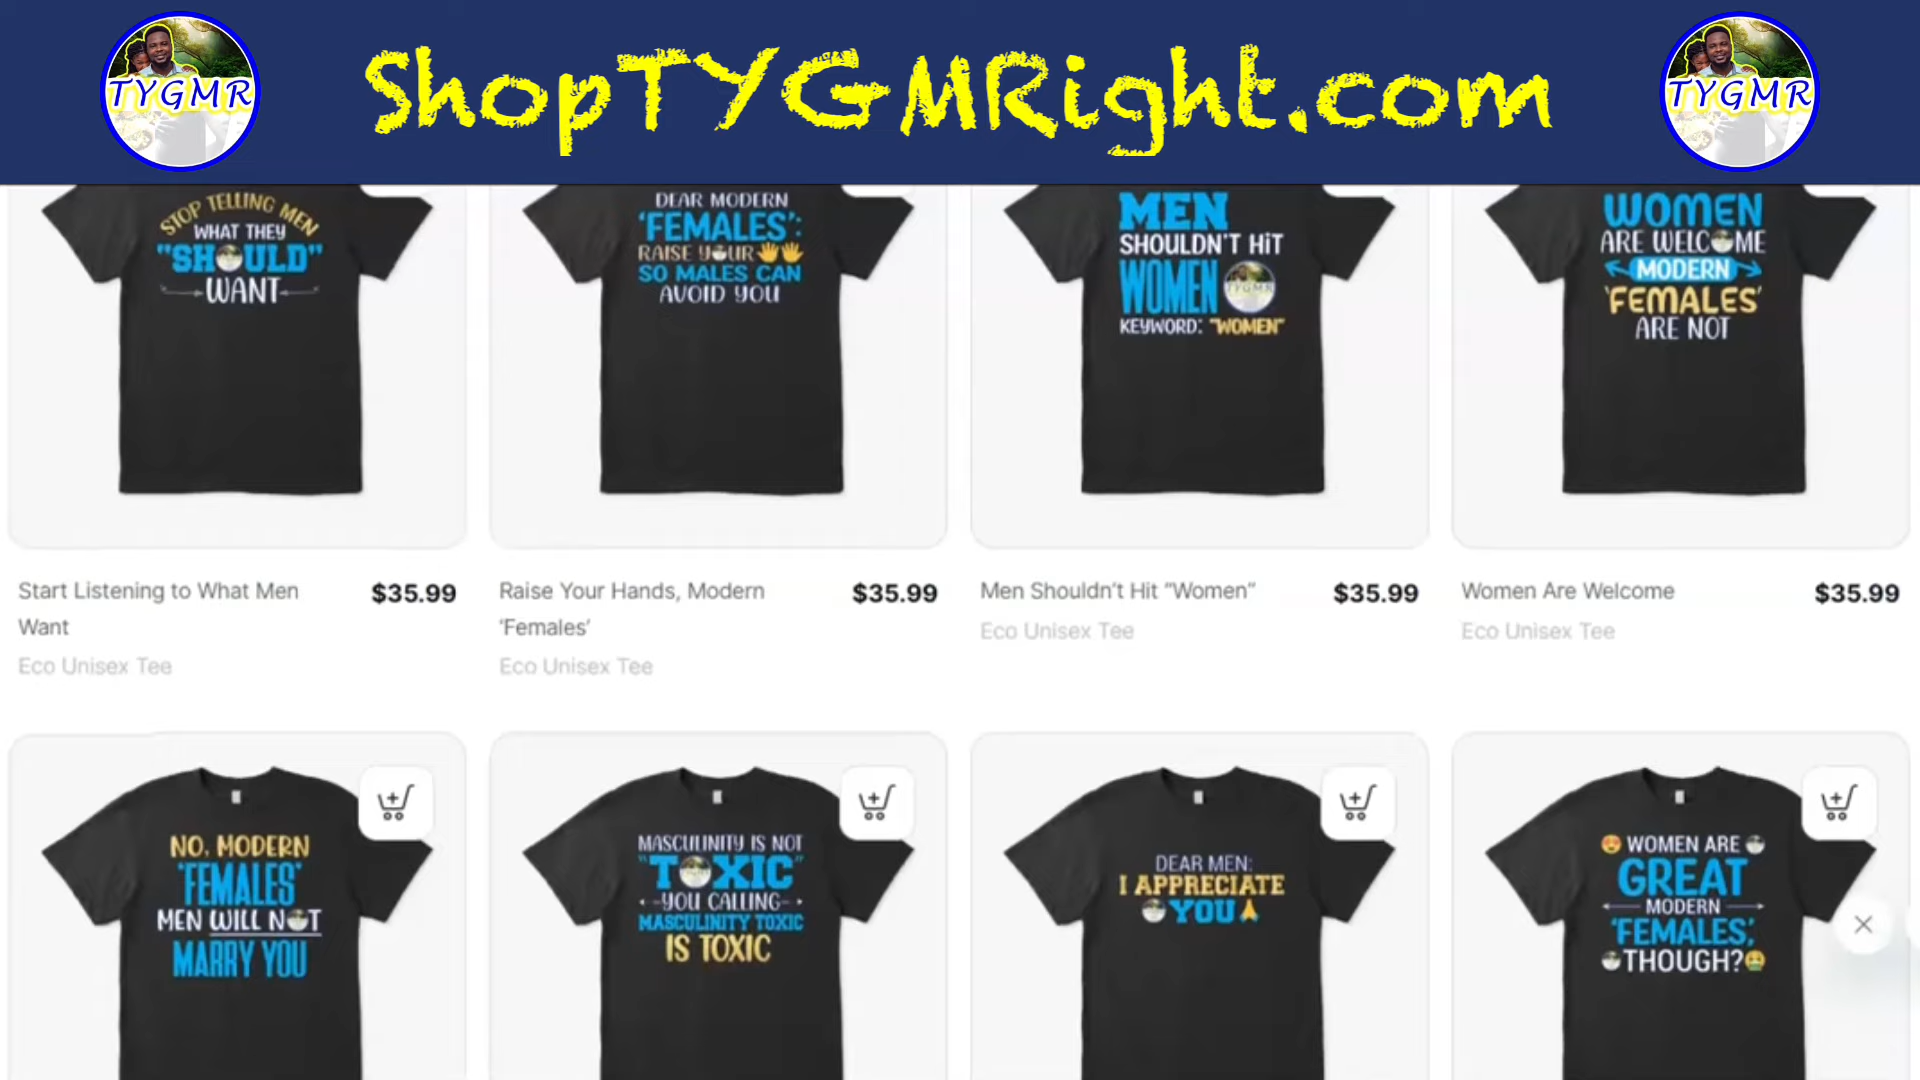 TYGMR
ShopTYGMRight.com
TYGMR
STOP TELLING MEN
WHAT THEY
"SHOULD"
WANT
DEAR MODERN
'FEMALES':
RAISE YOUR
SO MALES CAN
AVOID YOU
MEN
SHOULDN'T HIT
WOMEN
TYGMR
KEYWORD: "WOMEN"
WOMEN
ARE WELCOME
MODERN
'FEMALES'
ARE NOT
Start Listening to What Men
Want
$35.99
Eco Unisex Tee
Raise Your Hands, Modern
'Females'
$35.99
Eco Unisex Tee
Men Shouldn't Hit "Women"
$35.99
Eco Unisex Tee
Women Are Welcome
$35.99
Eco Unisex Tee
NO, MODERN
'FEMALES'
MEN WILL NOT
MARRY YOU
MASCULINITY IS NOT
"TOXIC"
YOU CALLING
MASCULINITY TOXIC
IS TOXIC
DEAR MEN:
I APPRECIATE
YOU
WOMEN ARE
GREAT
MODERN
'FEMALES,'
THOUGH?